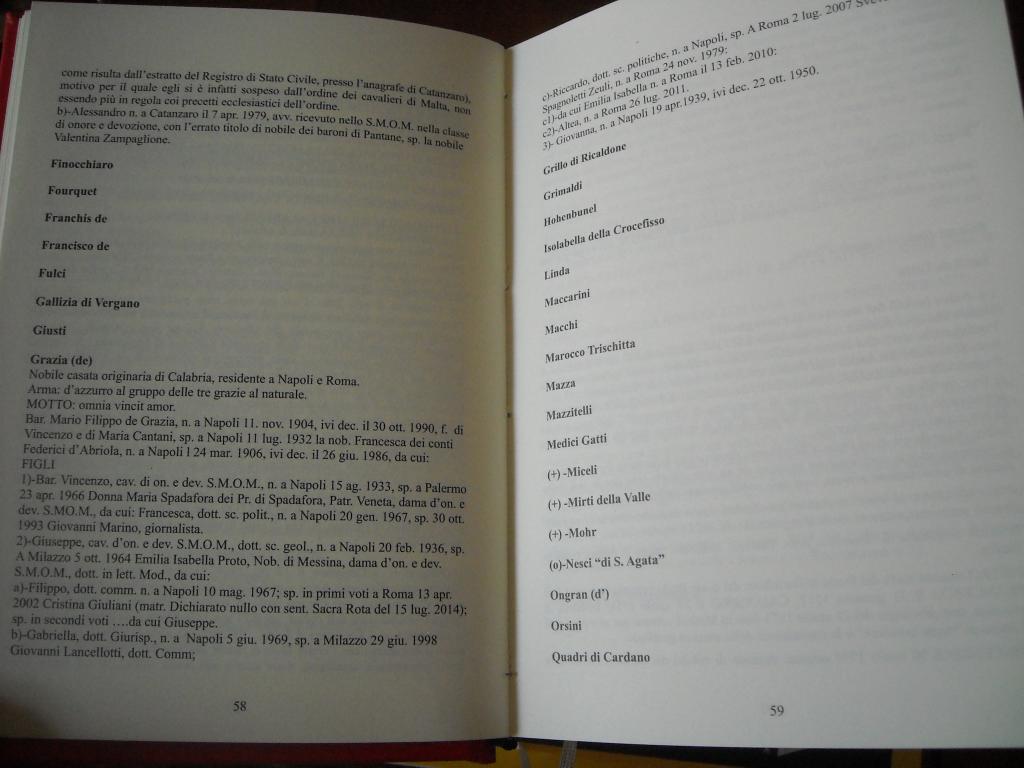 come risulta dall'estratto del Registro di Stato Civile, presso l'anagrafe di Catanzaro),
motivo per il quale egli si è infatti sospeso dall'ordine dei cavalieri di Malta, non
essendo più in regola coi precetti ecclesiastici dell'ordine.
b)-Alessandro n. a Catanzaro il 7 apr. 1979, avv. ricevuto nello S.M.O.M. nella classe
di onore e devozione, con l'errato titolo di nobile dei baroni di Pantane, sp. la nobile
Valentina Zampaglione.
Finocchiaro
Fourquet
Franchis de
Francisco de
Fulci
Gallizia di Vergano
Giusti
Grazia (de)
Nobile casata originaria di Calabria, residente a Napoli e Roma.
Arma: d'azzurro al gruppo delle tre grazie al naturale.
MOTTO: omnia vincit amor.
Bar. Mario Filippo de Grazia, n. a Napoli 11. nov. 1904, ivi dec. il 30 ott. 1990, f. di
Vincenzo e di Maria Cantani, sp. a Napoli 11 lug. 1932 la nob. Francesca dei conti
Federici d'Abriola, n. a Napoli l 24 mar. 1906, ivi dec. il 26 giu. 1986, da cui:
FIGLI
1)-Bar. Vincenzo, cav. di on. e dev. S.M.O.M., n. a Napoli 15 ag. 1933, sp. a Palermo
23 apr. 1966 Donna Maria Spadafora dei Pr. di Spadafora, Patr. Veneta, dama d'on. e
dev. S.MO.M., da cui: Francesca, dott. sc. polit., n. a Napoli 20 gen. 1967, sp. 30 ott.
1993 Giovanni Marino, giornalista.
2)-Giuseppe, cav. d'on. e dev. S.M.O.M., dott. sc. geol., n. a Napoli 20 feb. 1936, sp.
A Milazzo 5 ott. 1964 Emilia Isabella Proto, Nob. di Messina, dama d'on. e dev.
S.M.O.M., dott. in lett. Mod., da cui:
a)-Filippo, dott. comm. n. a Napoli 10 mag. 1967; sp. in primi voti a Roma 13 apr.
2002 Cristina Giuliani (matr. Dichiarato nullo con sent. Sacra Rota del 15 lug. 2014);
sp. in secondi voti ….da cui Giuseppe.
b)-Gabriella, dott. Giurisp., n. a Napoli 5 giu. 1969, sp. a Milazzo 29 giu. 1998
Giovanni Lancellotti, dott. Comm;
58
c)-Riccardo, dott. sc. politiche, n. a Napoli, sp. A Roma 2 lug. 2007
Spagnoletti Zeuli, n. a Roma 24 nov. 1979:
c1)-da cui Emilia Isabella n. a Roma il 13 feb. 2010:
c2)-Altea, n. a Roma 26 lug. 2011.
3)- Giovanna, n. a Napoli 19 apr.1939, ivi dec. 22 ott. 1950.
Grillo di Ricaldone
Grimaldi
Hohenbunel
Isolabella della Crocefisso
Linda
Maccarini
Macchi
Marocco Trischitta
Mazza
Mazzitelli
Medici Gatti
(+) -Miceli
(+) -Mirti della Valle
(+) -Mohr
(o)-Nesci “di S. Agata”
Ongran (d')
Orsini
Quadri di Cardano
59